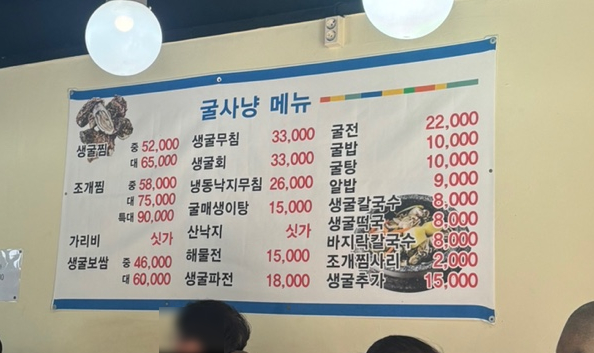 굴사냥 메뉴
생굴찜 중 52,000
대 65,000
조개찜 중 58,000
대 75,000
특대 90,000
가리비 싯가
생굴보쌈 중 46,000
대 60,000
생굴무침 33,000
생굴회 33,000
냉동낙지무침 26,000
굴매생이탕 15,000
산낙지 싯가
해물전 15,000
생굴파전 18,000
굴전 22,000
굴밥 10,000
굴탕 10,000
알밥 9,000
생굴칼국수 8,000
생굴떡국 8,000
바지락칼국수 8,000
조개찜사리 2,000
생굴추가 15,000